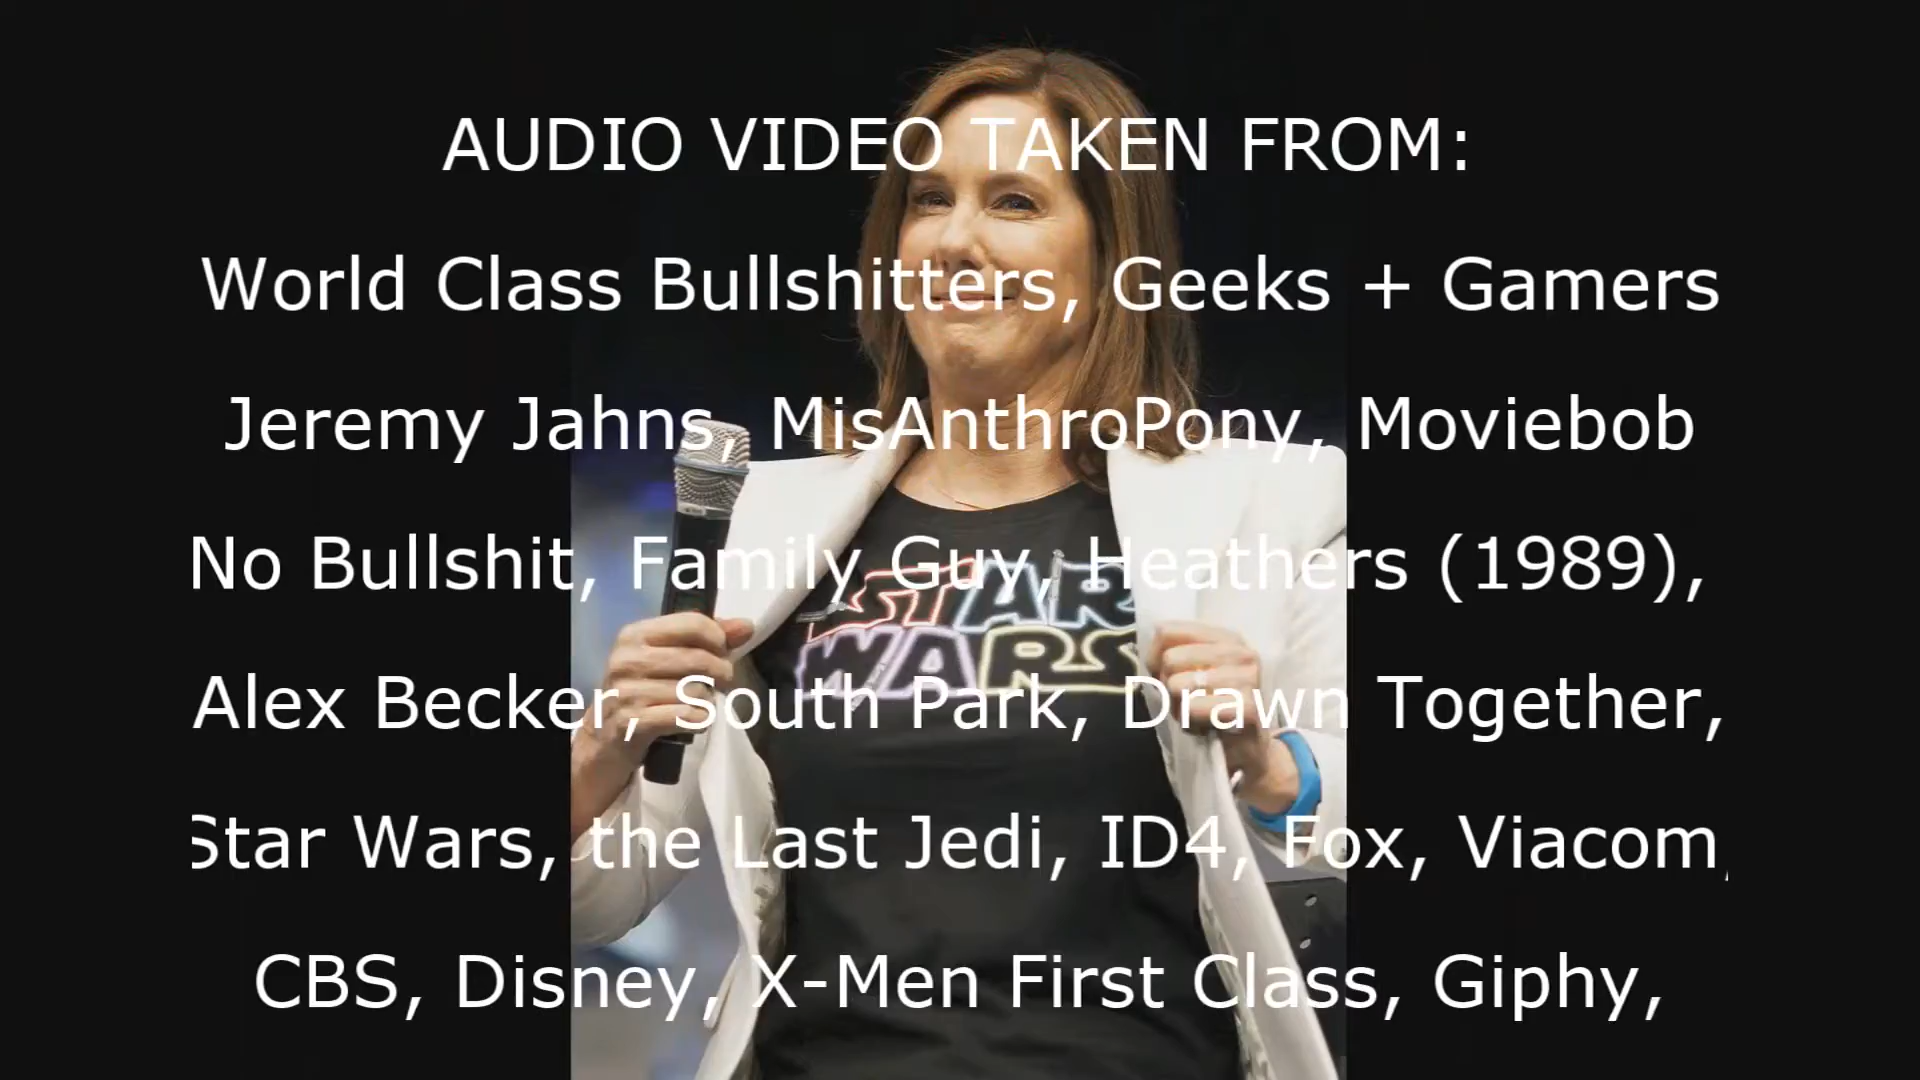 AUDIO VIDEO TAKEN FROM:
World Class Bullshitters, Geeks + Gamers
Jeremy Jahns, MisAnthroPony, Moviebob
No Bullshit, Family Guy, Heathers (1989),
STAR
WARS
Alex Becker, South Park, Drawn Together,
Star Wars, the Last Jedi, ID4, Fox, Viacom,
CBS, Disney, X-Men First Class, Giphy,